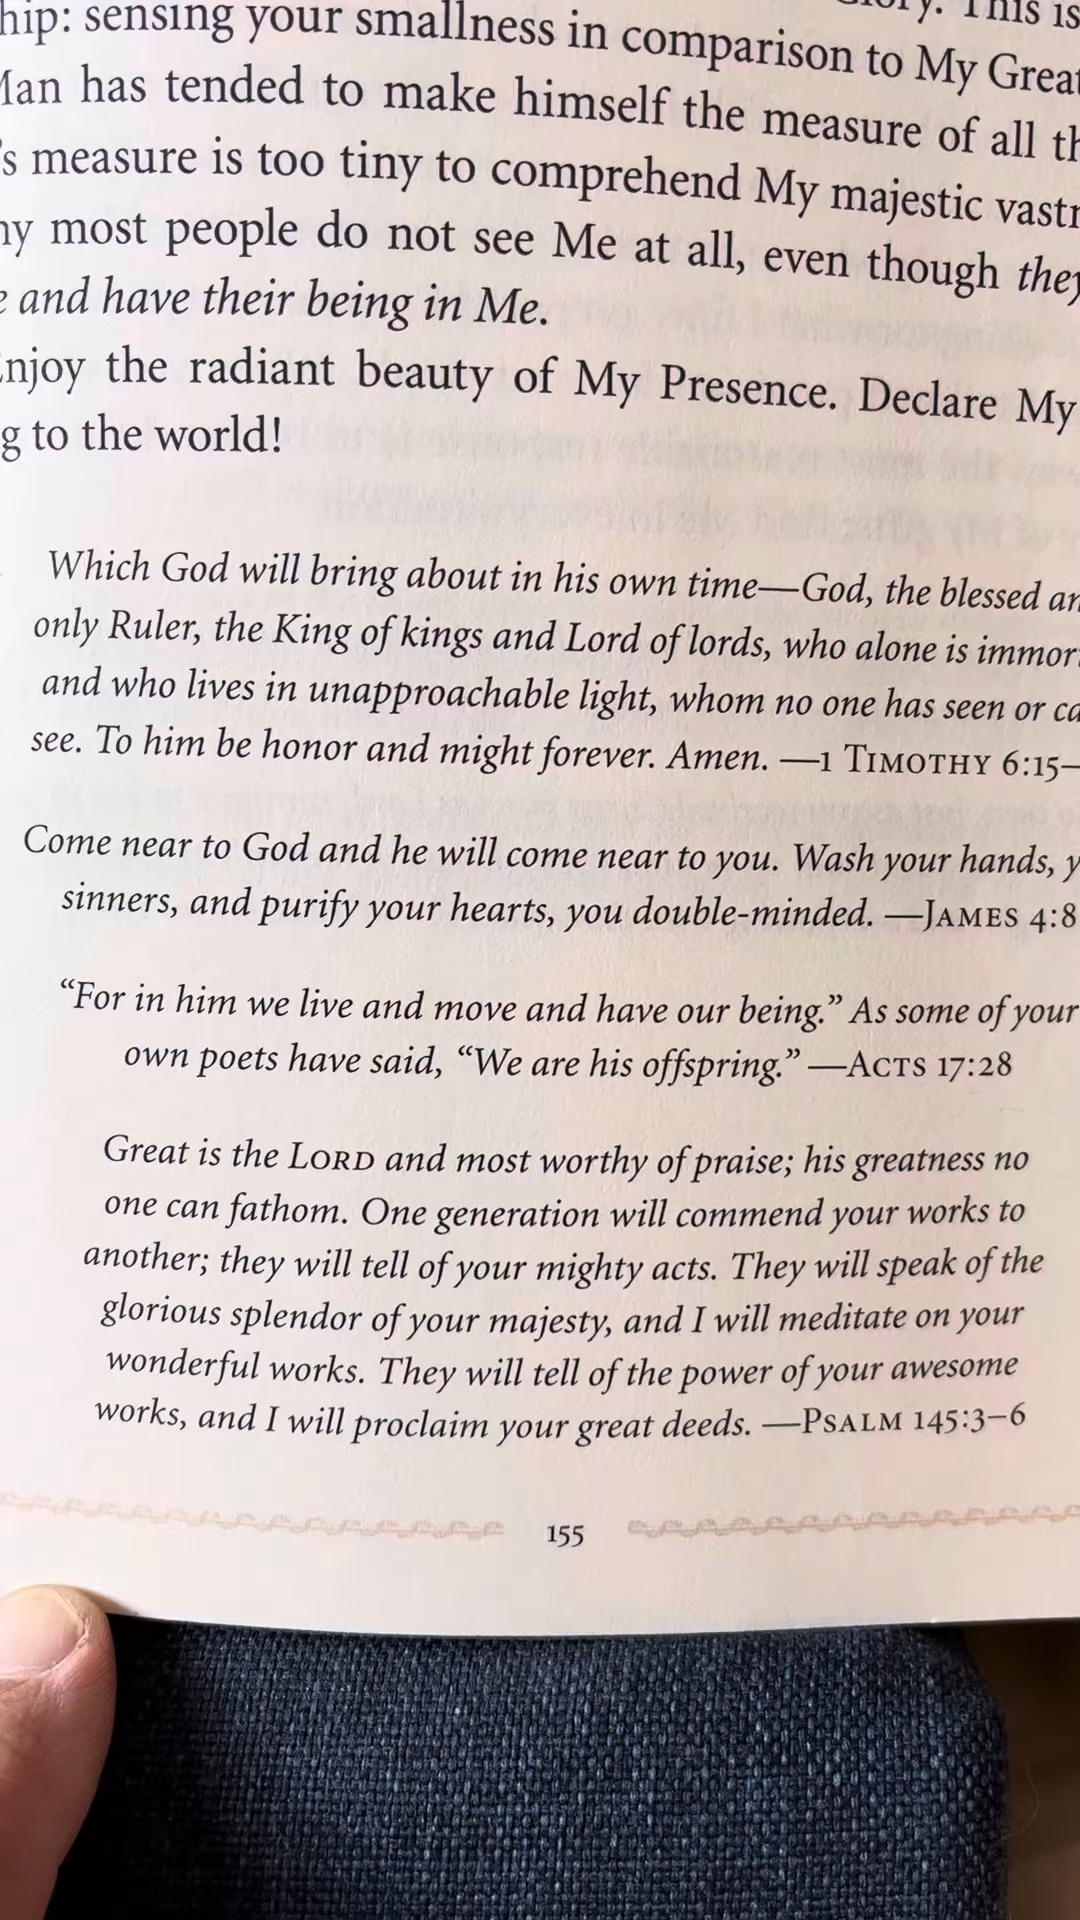 hip: sensing your smallness in comparison to My Great
Man has tended to make himself the measure of all th
's measure is too tiny to comprehend My majestic vastn
hy most people do not see Me at all, even though they
e and have their being in Me.
Enjoy the radiant beauty of My Presence. Declare My
g to the world!
Which God will bring about in his own time—God, the blessed an
only Ruler, the King of kings and Lord of lords, who alone is immort
and who lives in unapproachable light, whom no one has seen or ca
see. To him be honor and might forever. Amen. —1 TIMOTHY 6:15–
Come near to God and he will come near to you. Wash your hands, y
sinners, and purify your hearts, you double-minded. —JAMES 4:8
“For in him we live and move and have our being.” As some of your
own poets have said, “We are his offspring.” —ACTS 17:28
Great is the LORD and most worthy of praise; his greatness no
one can fathom. One generation will commend your works to
another; they will tell of your mighty acts. They will speak of the
glorious splendor of your majesty, and I will meditate on your
wonderful works. They will tell of the power of your awesome
works, and I will proclaim your great deeds. —PSALM 145:3–6
155